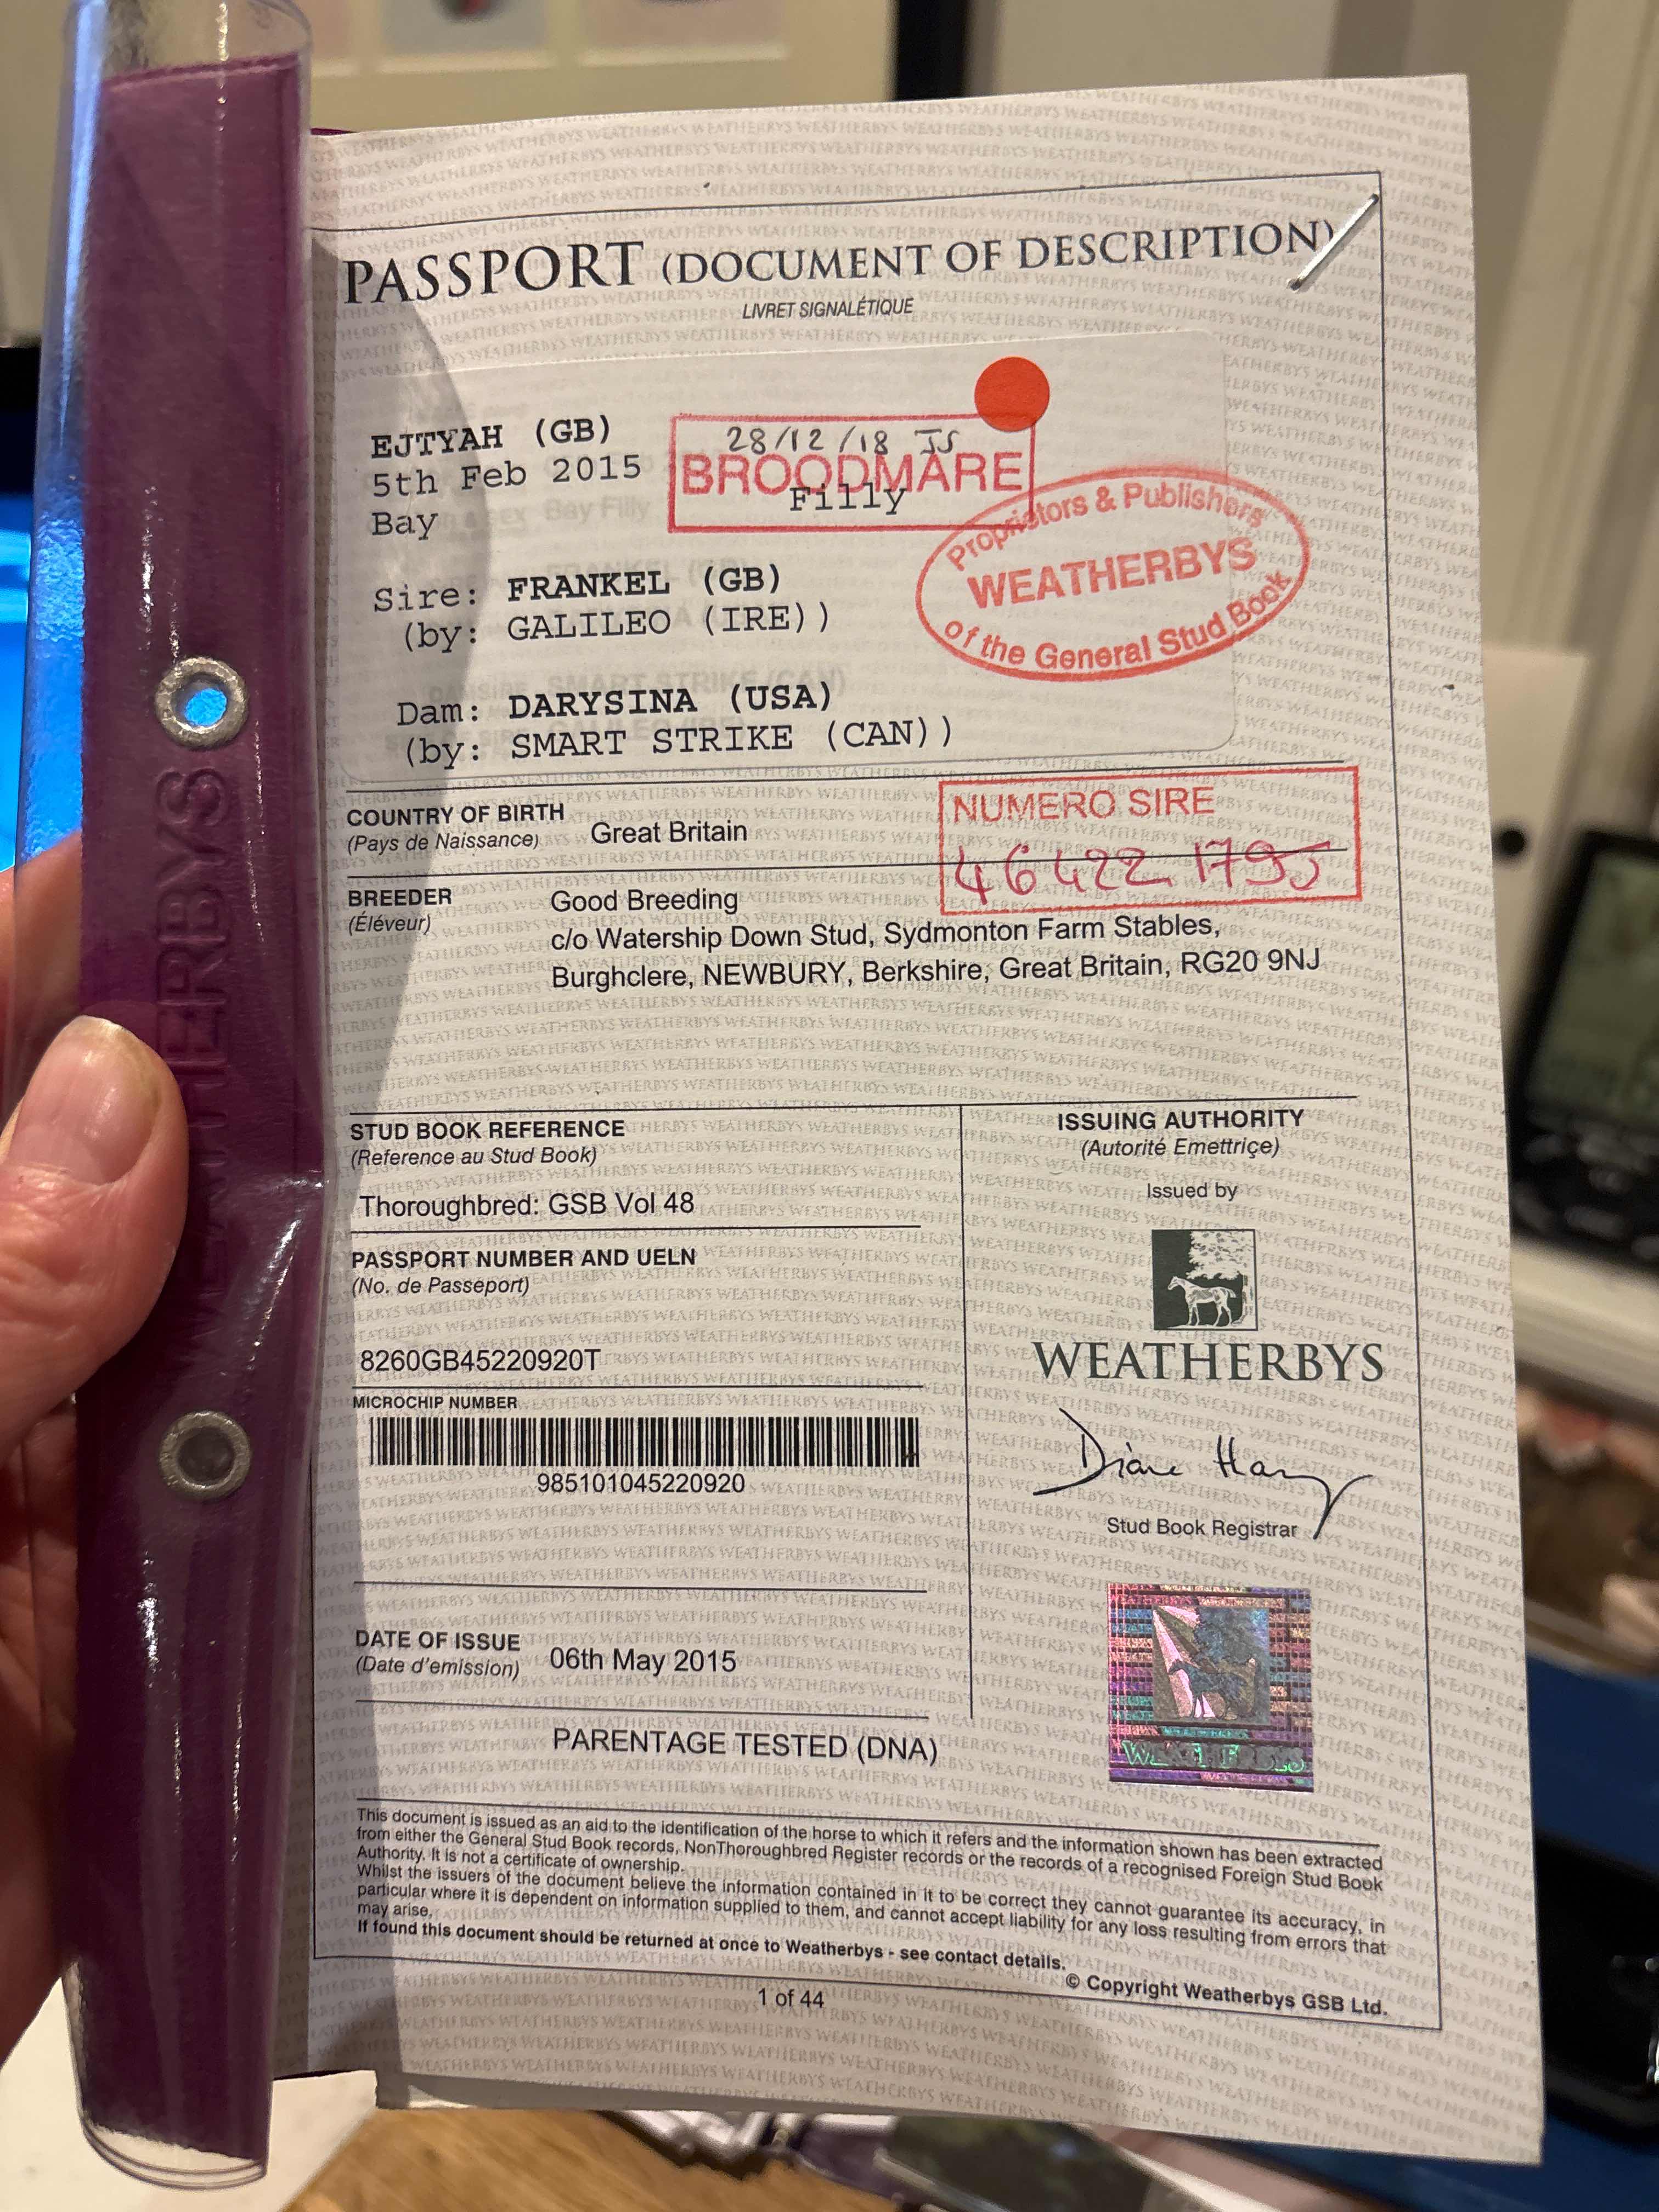 WEATHERBYS
PASSPORT (DOCUMENT OF DESCRIPTION)
LIVRET SIGNALÉTIQUE
EJTYAH (GB)
5th Feb 2015
Bay
28/12/18 JS
BROODMARE
Filly
Proprietors & Publishers
WEATHERBYS
of the General Stud Book
Sire: FRANKEL (GB)
(by: GALILEO (IRE))
Dam: DARYSINA (USA)
(by: SMART STRIKE (CAN))
COUNTRY OF BIRTH
(Pays de Naissance) Great Britain
NUMERO SIRE
46422179
BREEDER
(Éléveur)
Good Breeding
c/o Watership Down Stud, Sydmonton Farm Stables,
Burghclere, NEWBURY, Berkshire, Great Britain, RG20 9NJ
STUD BOOK REFERENCE
(Reference au Stud Book)
Thoroughbred: GSB Vol 48
PASSPORT NUMBER AND UELN
(No. de Passeport)
8260GB45220920T
MICROCHIP NUMBER
985101045220920
DATE OF ISSUE
(Date d'emission) 06th May 2015
ISSUING AUTHORITY
(Autorité Emettriçe)
Issued by
WEATHERBYS
Diane Harvey
Stud Book Registrar
WEATHERBYS
PARENTAGE TESTED (DNA)
This document is issued as an aid to the identification of the horse to which it refers and the information shown has been extracted
from either the General Stud Book records, NonThoroughbred Register records or the records of a recognised Foreign Stud Book
Authority. It is not a certificate of ownership.
Whilst the issuers of the document believe the information contained in it to be correct they cannot guarantee its accuracy, in
particular where it is dependent on information supplied to them, and cannot accept liability for any loss resulting from errors that
may arise.
If found this document should be returned at once to Weatherbys - see contact details.
© Copyright Weatherbys GSB Ltd.
1 of 44